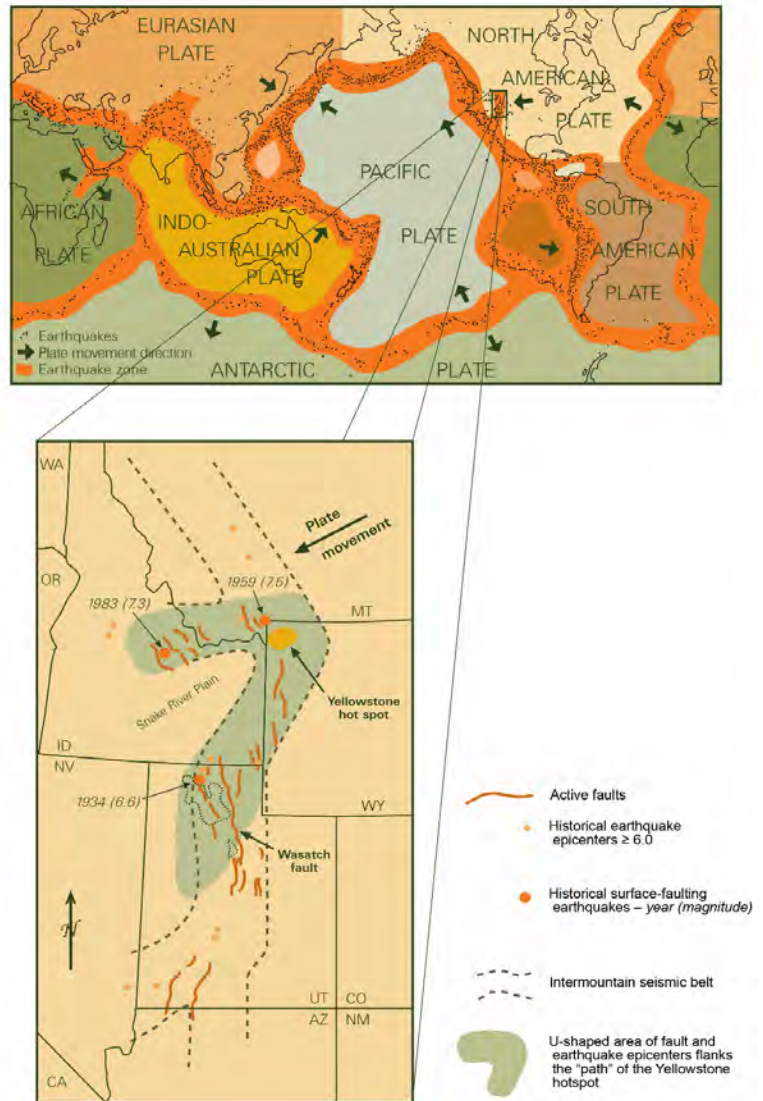 EURASIAN
PLATE
NORTH
AMERICAN
PLATE
PACIFIC
PLATE
AFRICAN
PLATE
INDO-
AUSTRALIAN
PLATE
SOUTH
AMERICAN
PLATE
ANTARCTIC
PLATE
Earthquakes
Plate movement direction
Earthquake zone
WA
OR
Plate
movement
1983 (7.3)
1959 (7.5)
MT
Yellowstone
hot spot
Snake River Plain
ID
NV
1934 (6.6)
WY
Wasatch
fault
N
UT
CO
AZ
NM
CA
Active faults
Historical earthquake
epicenters ≥ 6.0
Historical surface-faulting
earthquakes – year (magnitude)
Intermountain seismic belt
U-shaped area of fault and
earthquake epicenters flanks
the "path" of the Yellowstone
hotspot